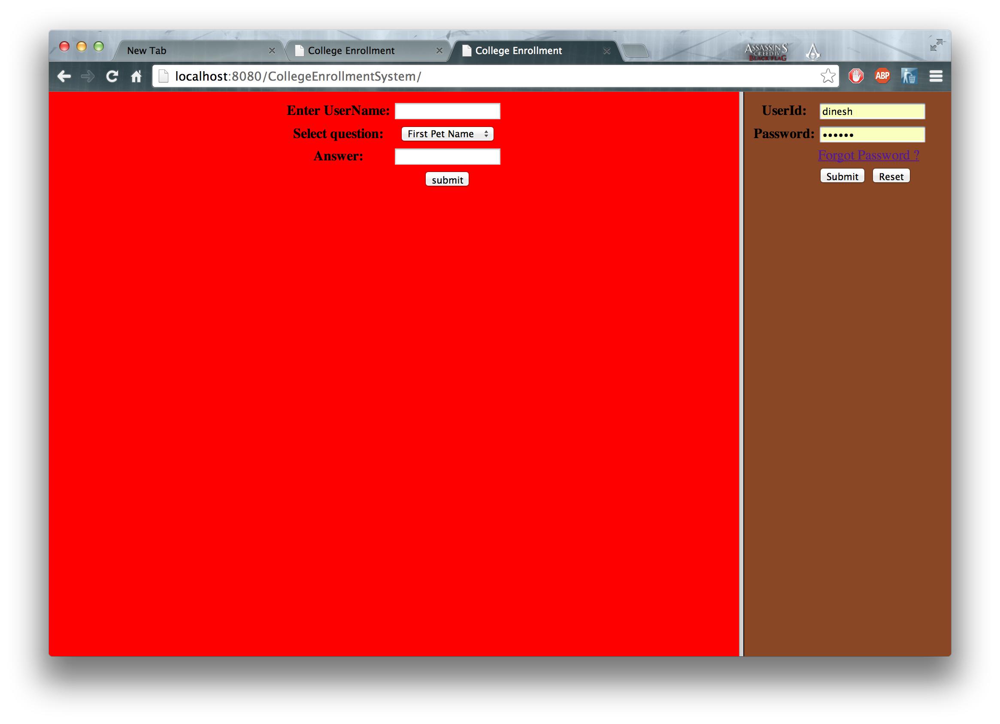 New Tab
College Enrollment
College Enrollment
ASSASSIN'S
CREED IV
BLACK FLAG
localhost:8080/CollegeEnrollmentSystem/
ABP
Enter UserName:
Select question: First Pet Name
Answer:
submit
UserId: dinesh
Password: ••••••
Forgot Password ?
Submit Reset